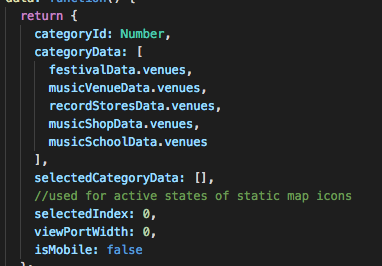 data: function() {
return {
categoryId: Number,
categoryData: [
festivalData.venues,
musicVenueData.venues,
recordStoresData.venues,
musicShopData.venues,
musicSchoolData.venues
],
selectedCategoryData: [],
//used for active states of static map icons
selectedIndex: 0,
viewPortWidth: 0,
isMobile: false
};